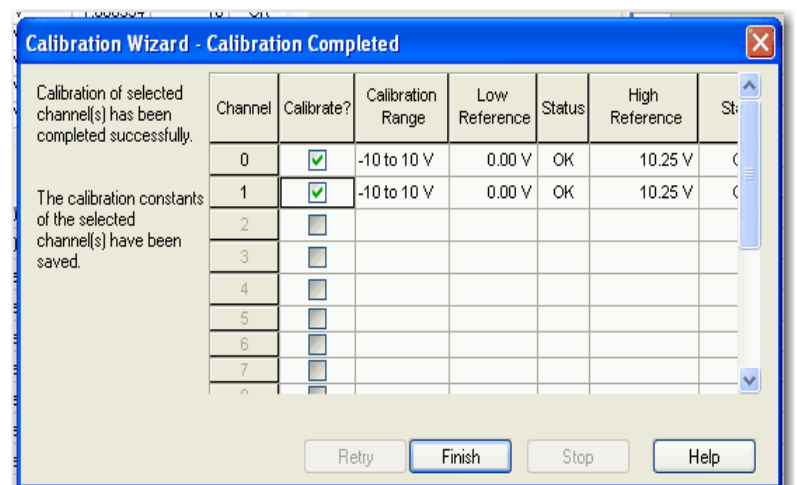 Calibration Wizard - Calibration Completed
Calibration of selected
channel(s) has been
completed successfully.
The calibration constants
of the selected
channel(s) have been
saved.
Channel Calibrate? Calibration Range Low Reference Status High Reference
0 -10 to 10 V 0.00 V OK 10.25 V
1 -10 to 10 V 0.00 V OK 10.25 V
2
3
4
5
6
7
Retry Finish Stop Help